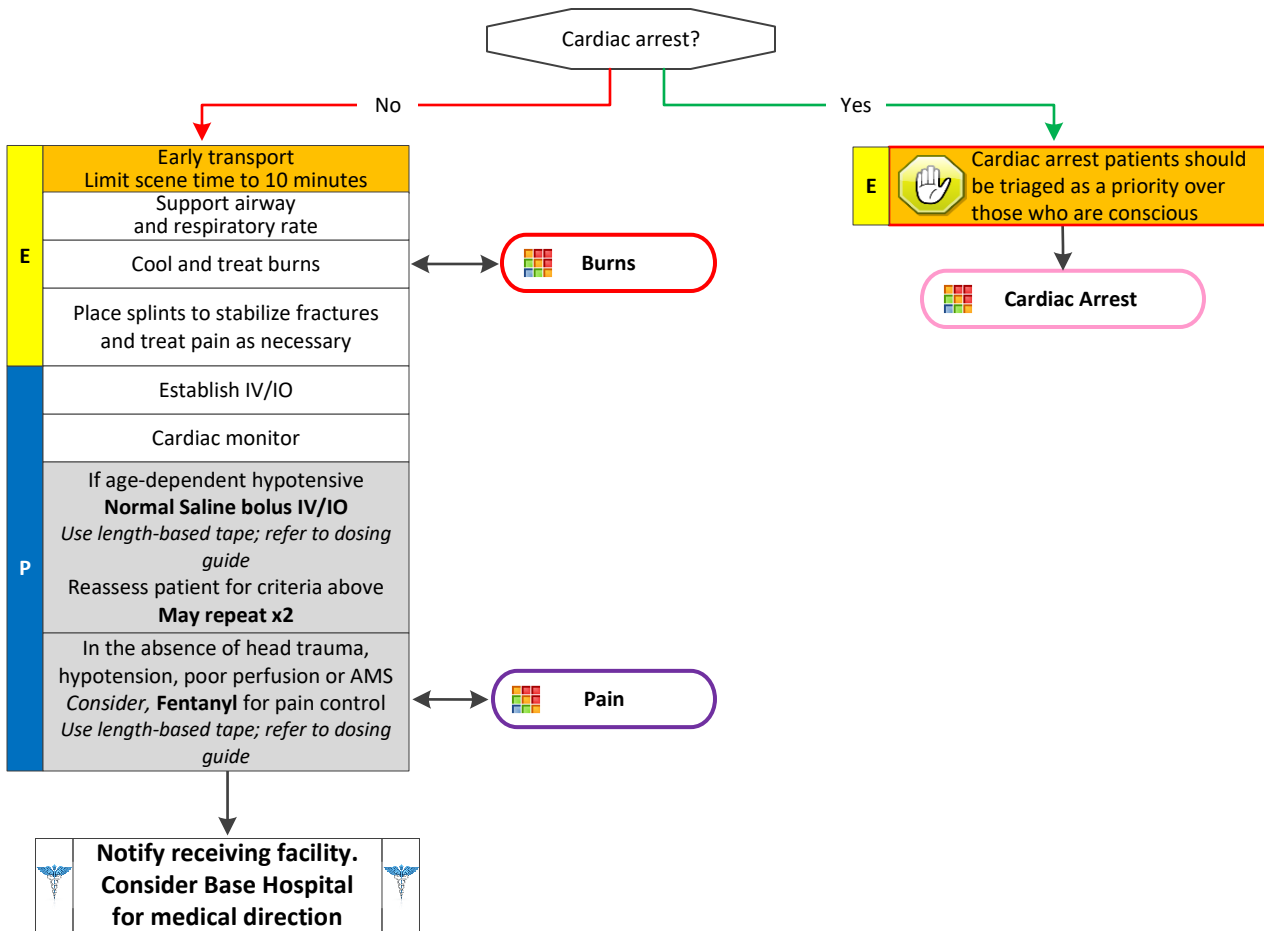 Cardiac arrest?
No
Yes
E
Early transport
Limit scene time to 10 minutes
Support airway
and respiratory rate
Cool and treat burns
Place splints to stabilize fractures
and treat pain as necessary
Burns
E
Cardiac arrest patients should
be triaged as a priority over
those who are conscious
Cardiac Arrest
P
Establish IV/IO
Cardiac monitor
If age-dependent hypotensive
Normal Saline bolus IV/IO
Use length-based tape; refer to dosing
guide
Reassess patient for criteria above
May repeat x2
In the absence of head trauma,
hypotension, poor perfusion or AMS
Consider, Fentanyl for pain control
Use length-based tape; refer to dosing
guide
Pain
Notify receiving facility.
Consider Base Hospital
for medical direction